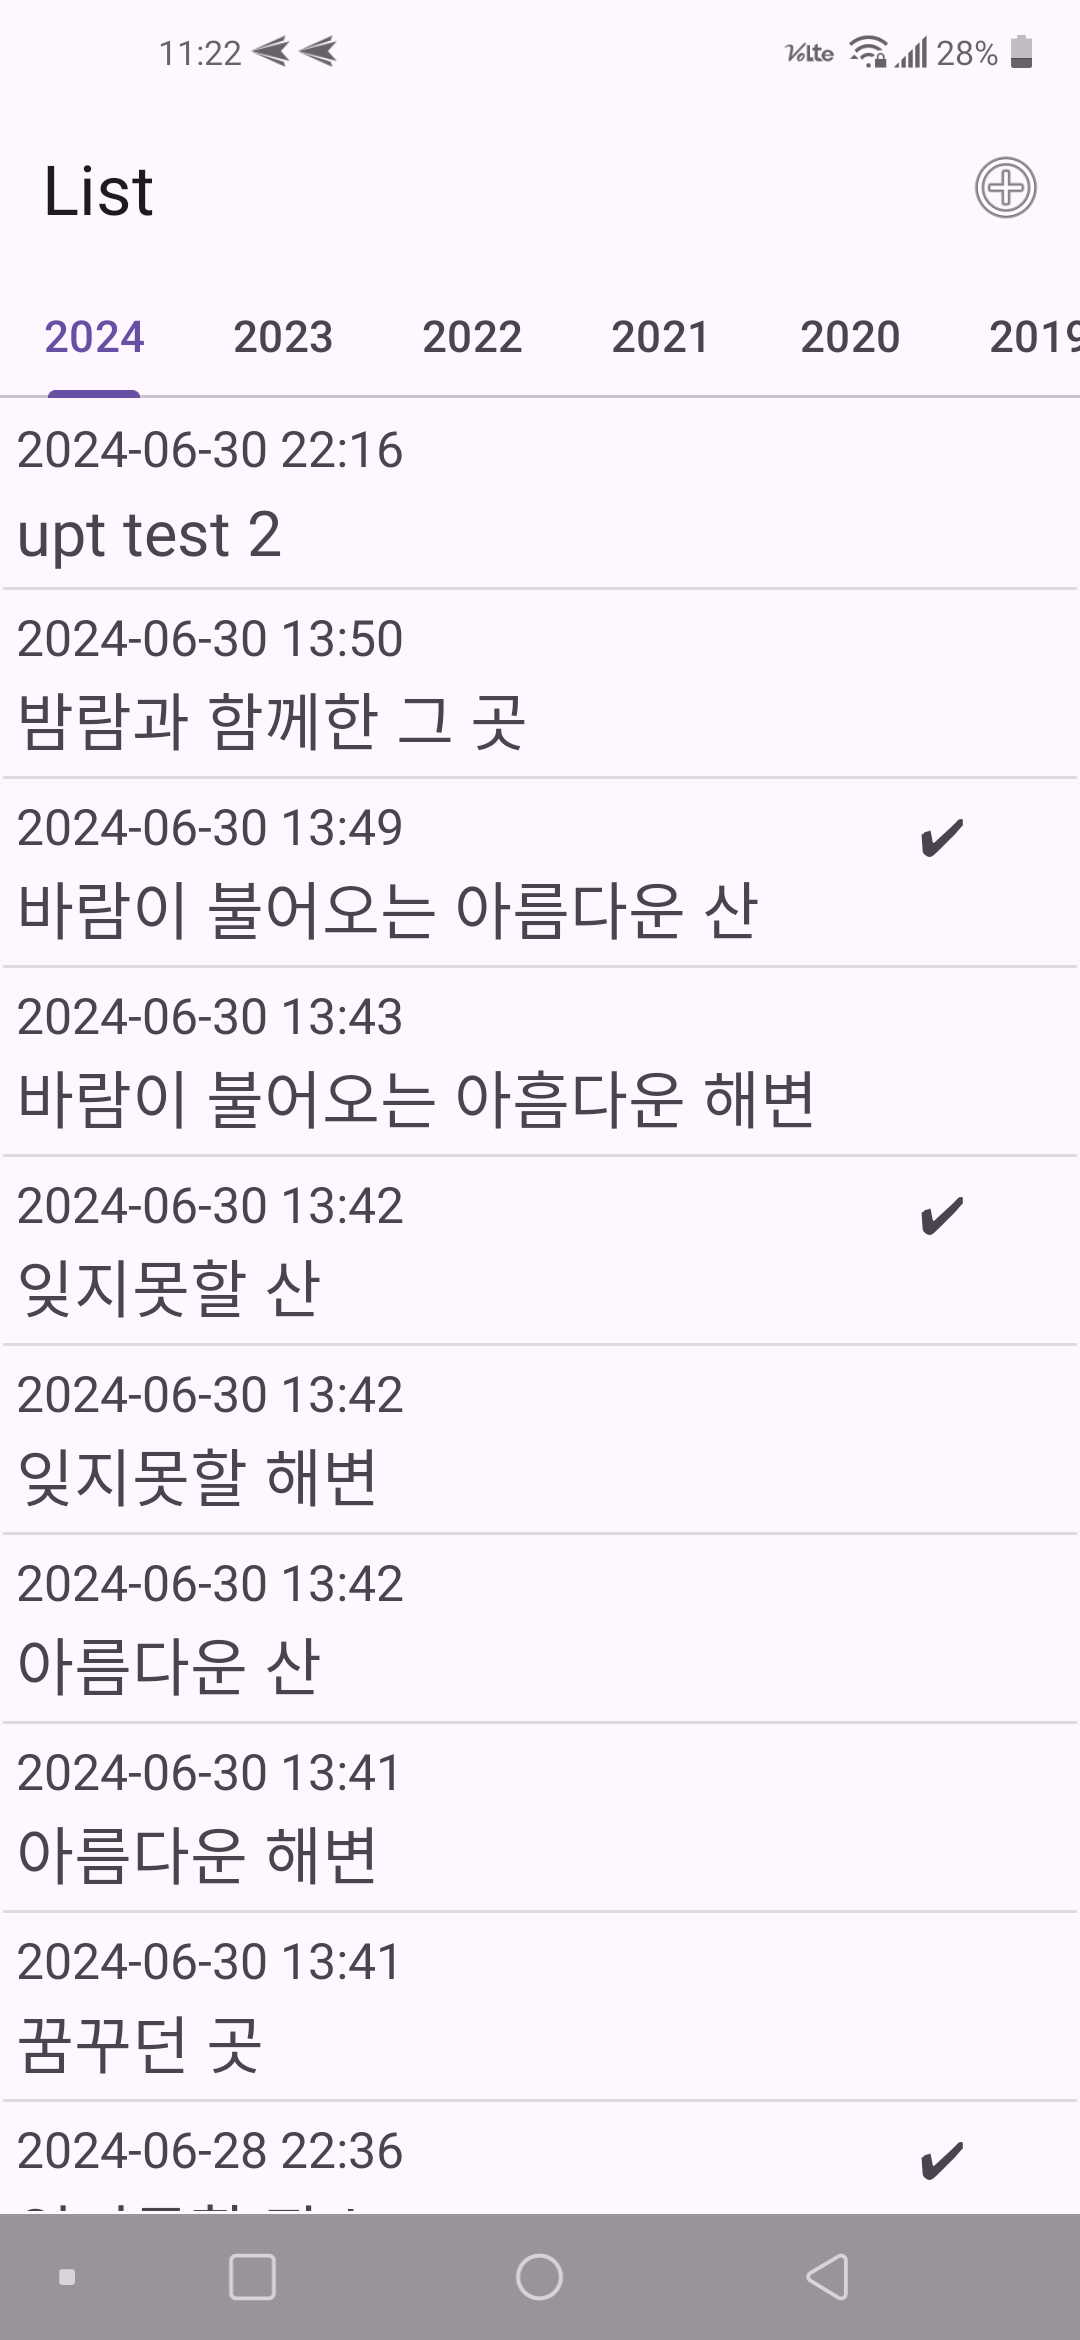 11:22
VoLte 28%
List
2024 2023 2022 2021 2020 2019
2024-06-30 22:16
upt test 2
2024-06-30 13:50
밤람과 함께한 그 곳
2024-06-30 13:49
✔
바람이 불어오는 아름다운 산
2024-06-30 13:43
바람이 불어오는 아흠다운 해변
2024-06-30 13:42
✔
잊지못할 산
2024-06-30 13:42
잊지못할 해변
2024-06-30 13:42
아름다운 산
2024-06-30 13:41
아름다운 해변
2024-06-30 13:41
꿈꾸던 곳
2024-06-28 22:36
✔